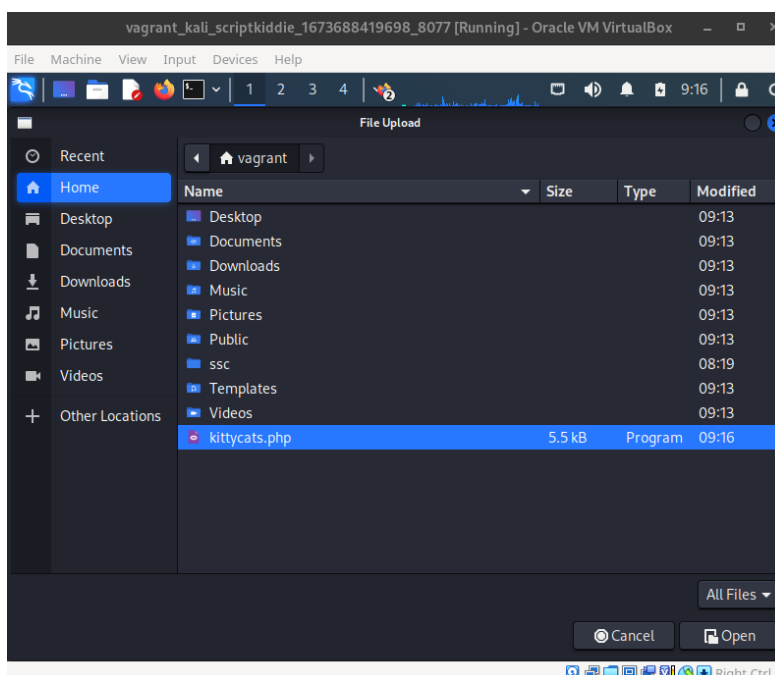 vagrant_kali_scriptkiddie_1673688419698_8077 [Running] - Oracle VM VirtualBox
File Machine View Input Devices Help
1 2 3 4 2 9:16
File Upload
Recent
vagrant
Home
Name Size Type Modified
Desktop
Desktop 09:13
Documents 09:13
Documents
Downloads 09:13
Downloads
Music 09:13
Music
Pictures 09:13
Pictures
Public 09:13
ssc 08:19
Videos
Templates 09:13
Other Locations
Videos 09:13
kittycats.php 5.5 kB Program 09:16
All Files
Cancel Open
Right Ctrl